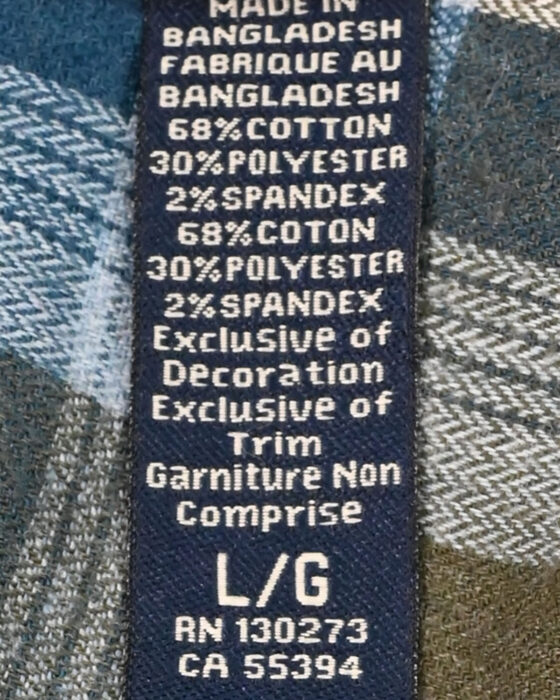 MADE IN
BANGLADESH
FABRIQUE AU
BANGLADESH
68%COTTON
30%POLYESTER
2%SPANDEX
68%COTON
30%POLYESTER
2%SPANDEX
Exclusive of
Decoration
Exclusive of
Trim
Garniture Non
Comprise
L/G
RN 130273
CA 55394